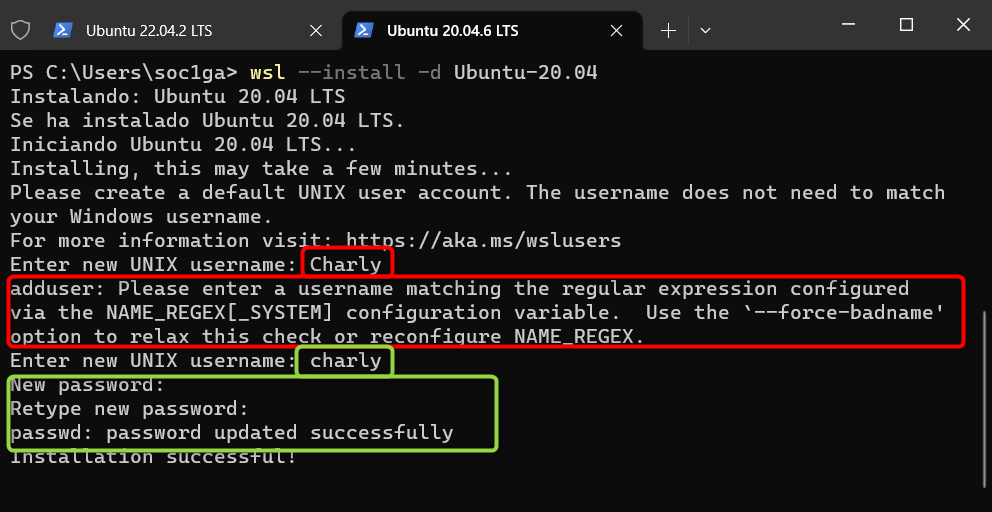 Ubuntu 22.04.2 LTS
Ubuntu 20.04.6 LTS
PS C:\Users\soc1ga> wsl --install -d Ubuntu-20.04
Instalando: Ubuntu 20.04 LTS
Se ha instalado Ubuntu 20.04 LTS.
Iniciando Ubuntu 20.04 LTS...
Installing, this may take a few minutes...
Please create a default UNIX user account. The username does not need to match
your Windows username.
For more information visit: https://aka.ms/wslusers
Enter new UNIX username: Charly
adduser: Please enter a username matching the regular expression configured
via the NAME_REGEX[_SYSTEM] configuration variable.  Use the `--force-badname'
option to relax this check or reconfigure NAME_REGEX.
Enter new UNIX username: charly
New password:
Retype new password:
passwd: password updated successfully
Installation successful!